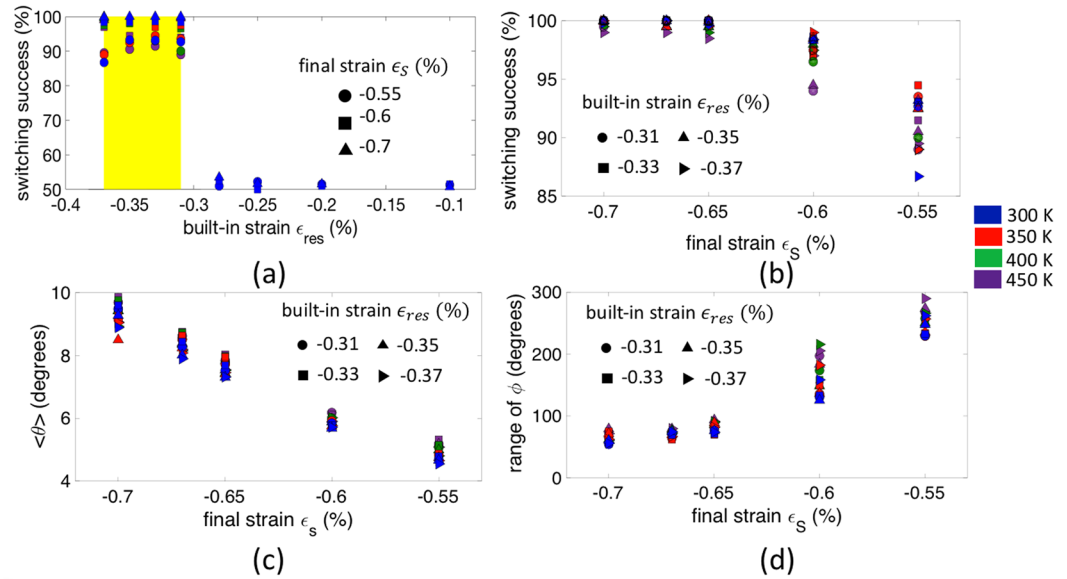 100
90
80
70
60
50
switching success (%)
final strain ϵS (%)
-0.55
-0.6
-0.7
-0.4
-0.35
-0.3
-0.25
-0.2
-0.15
-0.1
built-in strain ϵres (%)
(a)
100
95
90
85
switching success (%)
built-in strain ϵres (%)
-0.31
-0.35
-0.33
-0.37
-0.7
-0.65
-0.6
-0.55
final strain ϵS (%)
(b)
300 K
350 K
400 K
450 K
10
8
6
4
<θ> (degrees)
built-in strain ϵres (%)
-0.31
-0.35
-0.33
-0.37
-0.7
-0.65
-0.6
-0.55
final strain ϵs (%)
(c)
300
200
100
0
range of ϕ (degrees)
built-in strain ϵres (%)
-0.31
-0.35
-0.33
-0.37
-0.7
-0.65
-0.6
-0.55
final strain ϵS (%)
(d)